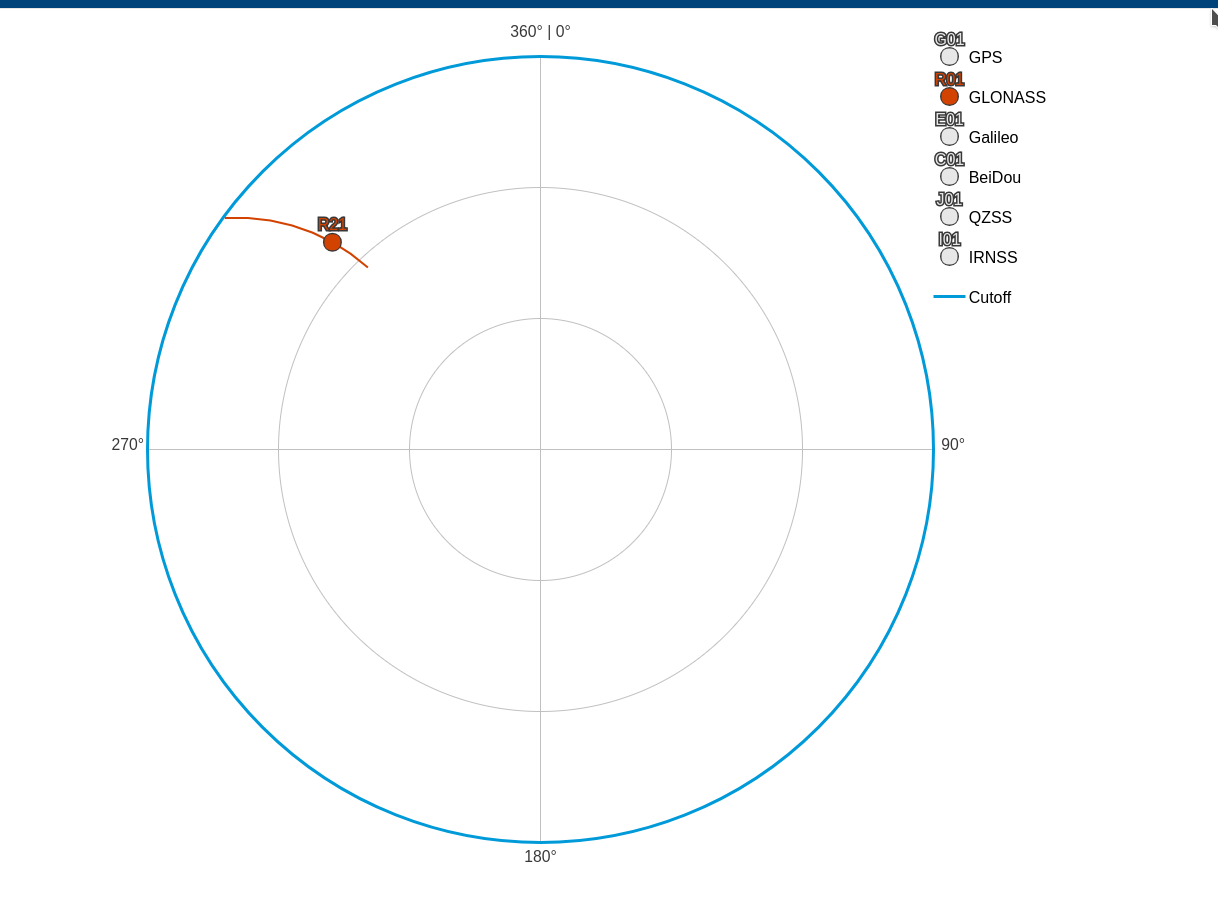 360° | 0°
G01
GPS
R01
GLONASS
E01
Galileo
C01
BeiDou
J01
QZSS
I01
IRNSS
Cutoff
R21
270°
90°
180°